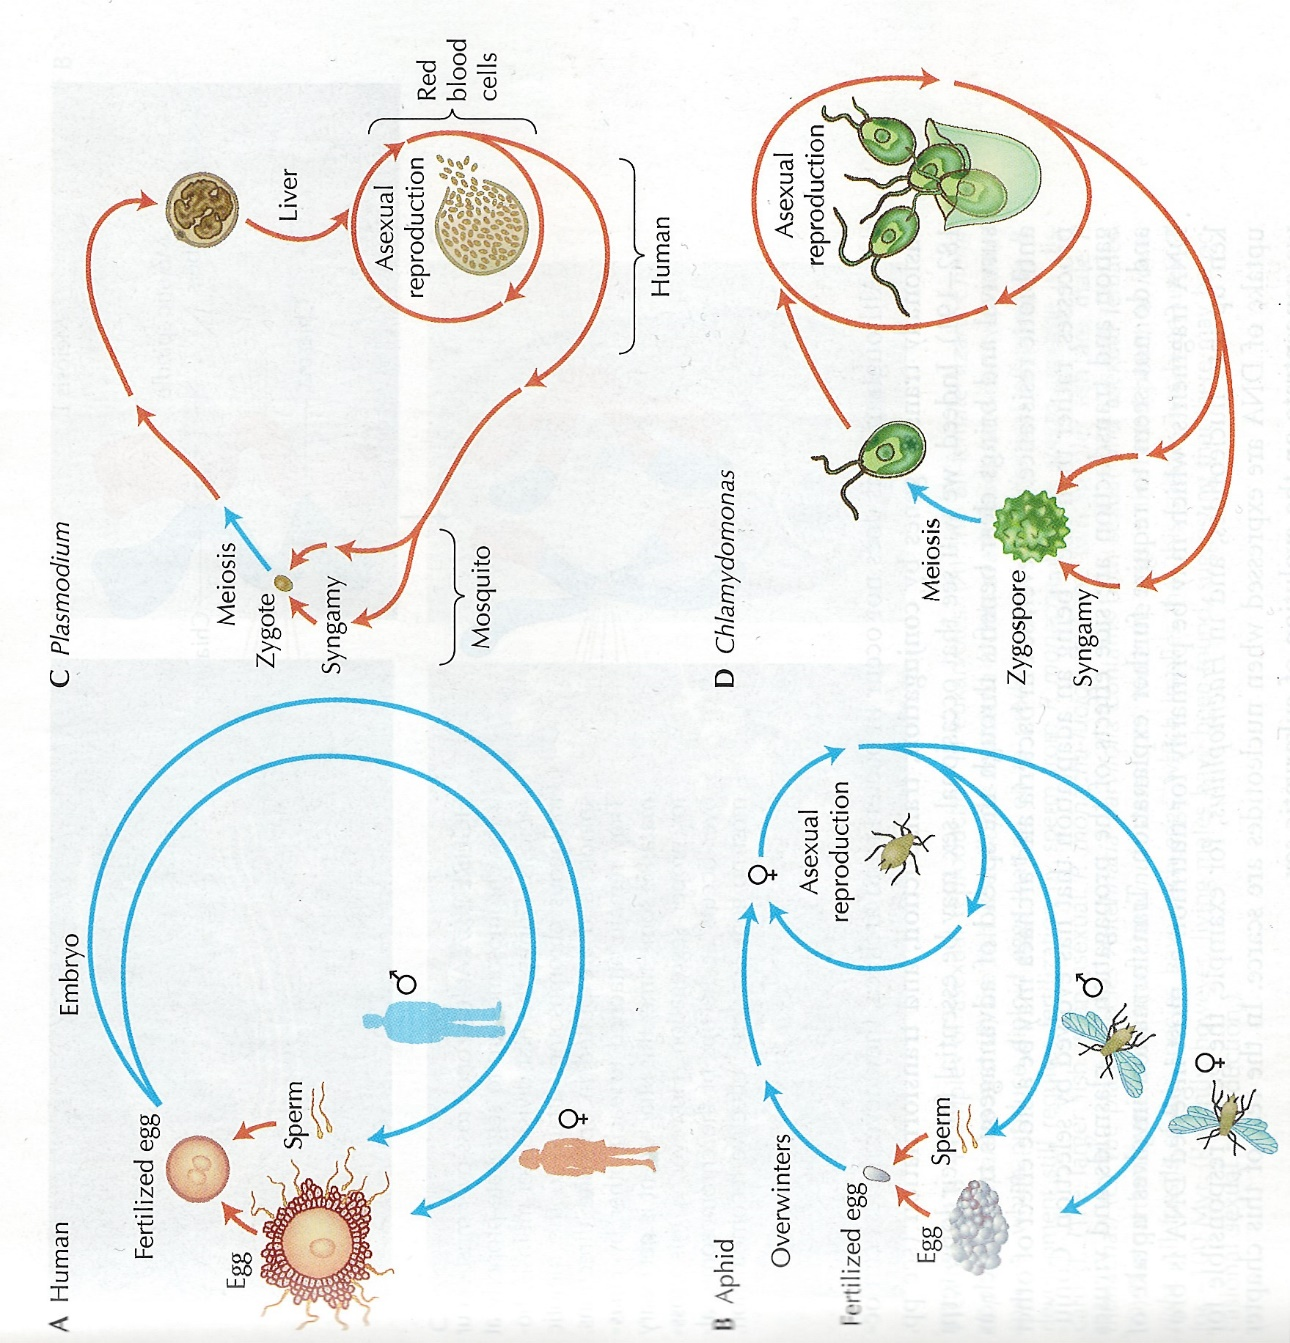 A Human
Embryo
Fertilized egg
Egg
Sperm
♂
♀
B Aphid
Overwinters
Fertilized egg
Egg
Sperm
♀
Asexual
reproduction
♂
♀
C Plasmodium
Meiosis
Zygote
Syngamy
Mosquito
Liver
Asexual
reproduction
Red
blood
cells
Human
D Chlamydomonas
Meiosis
Zygospore
Syngamy
Asexual
reproduction